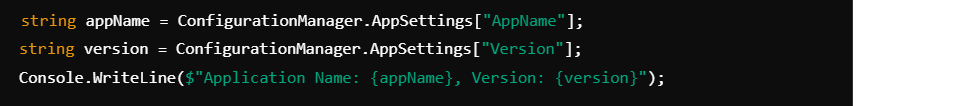 string appName = ConfigurationManager.AppSettings["AppName"];
string version = ConfigurationManager.AppSettings["Version"];
Console.WriteLine($"Application Name: {appName}, Version: {version}");